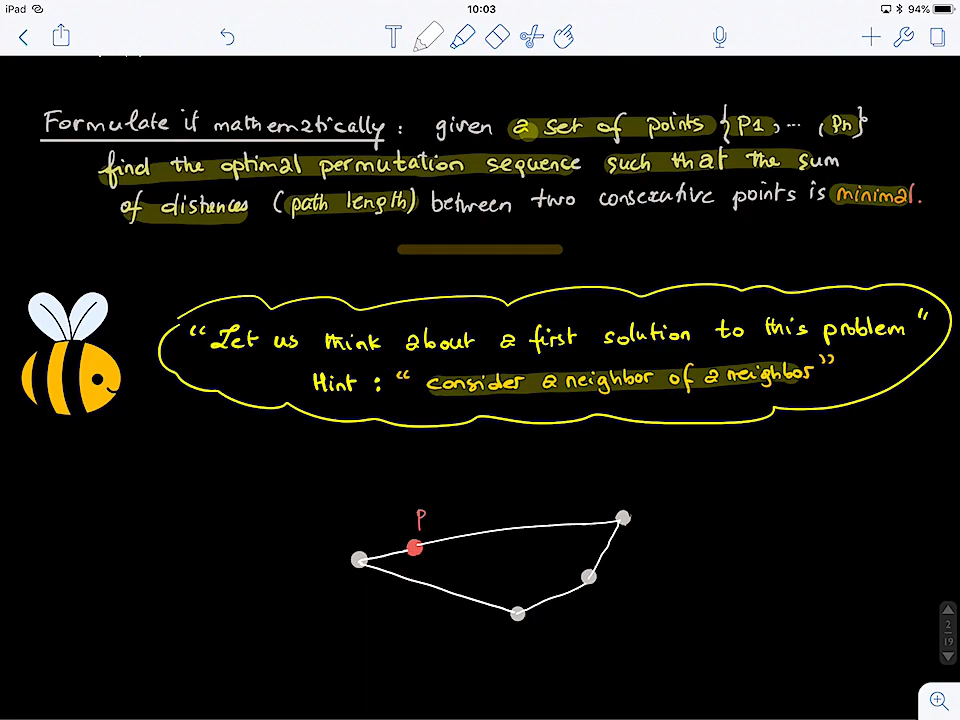 iPad 10:03 94%
T
Formulate it mathematically : given a set of points {P1, ... , Pn}
find the optimal permutation sequence such that the sum
of distances (path length) between two consecutive points is minimal.
"Let us think about a first solution to this problem"
Hint : "consider a neighbor of a neighbor"
P
2
19